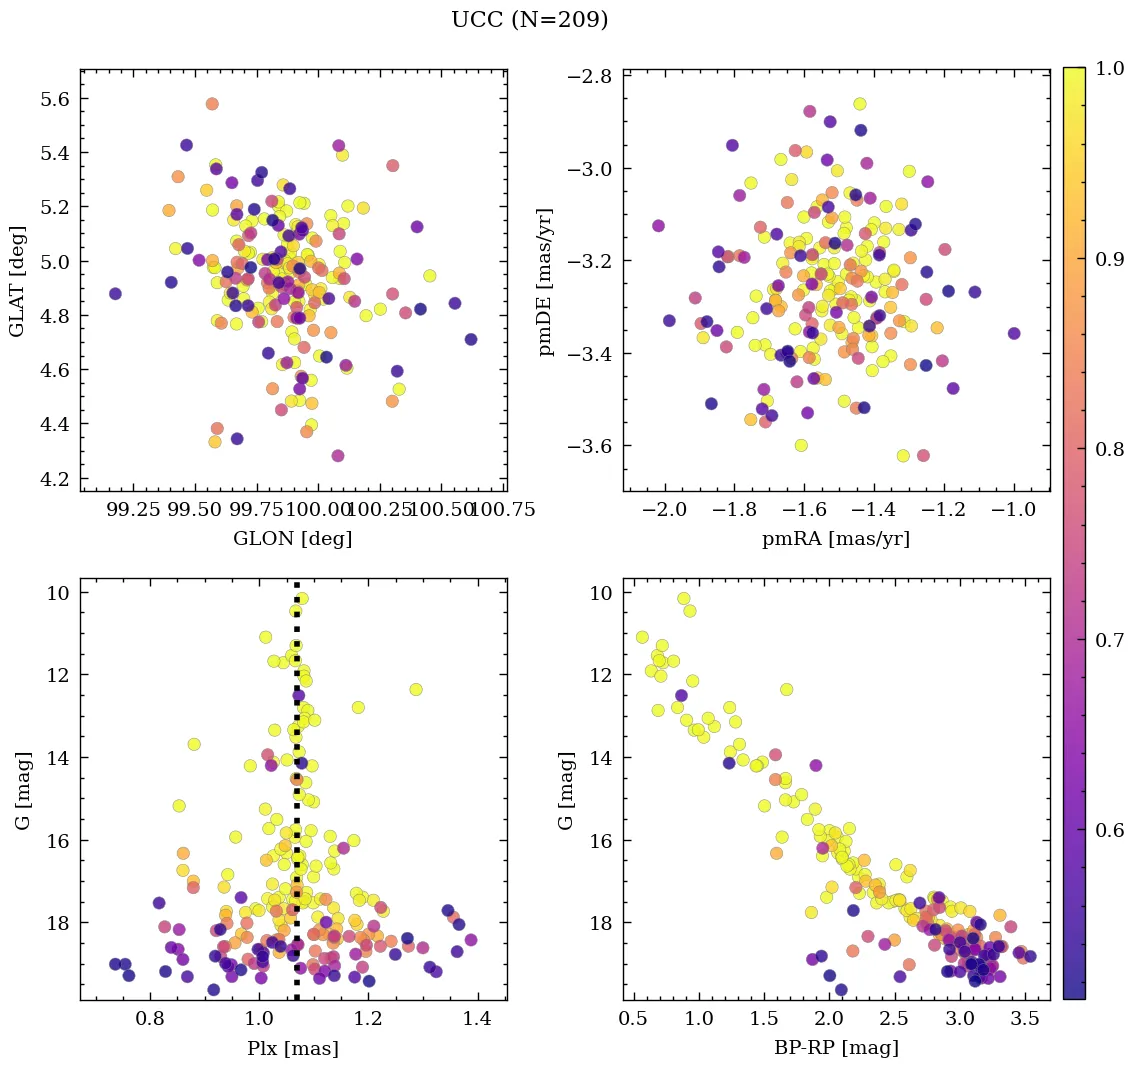 UCC (N=209)
5.6
5.4
5.2
5.0
4.8
4.6
4.4
4.2
GLAT [deg]
99.25 99.50 99.75 100.00 100.25 100.50 100.75
GLON [deg]
−2.8
−3.0
−3.2
−3.4
−3.6
pmDE [mas/yr]
−2.0 −1.8 −1.6 −1.4 −1.2 −1.0
pmRA [mas/yr]
10
12
14
16
18
G [mag]
0.8 1.0 1.2 1.4
Plx [mas]
10
12
14
16
18
G [mag]
0.5 1.0 1.5 2.0 2.5 3.0 3.5
BP-RP [mag]
1.0
0.9
0.8
0.7
0.6